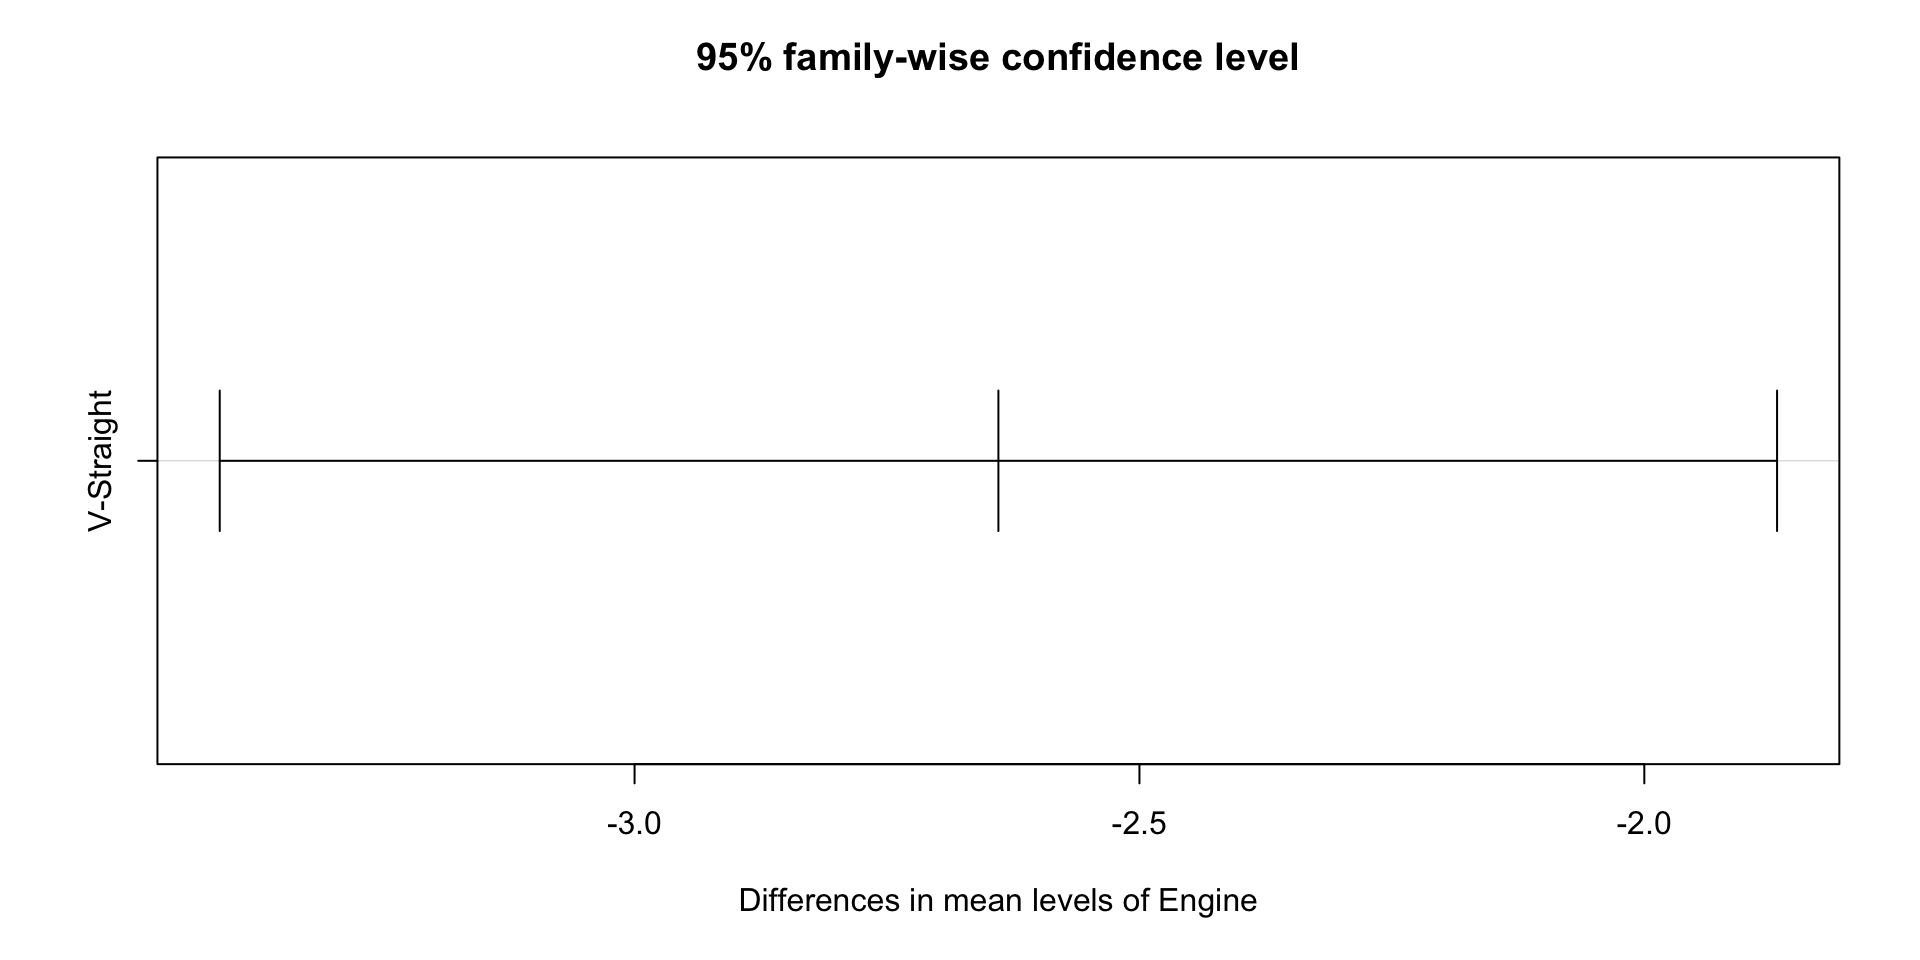 95% family-wise confidence level
V-Straight
-3.0 -2.5 -2.0
Differences in mean levels of Engine